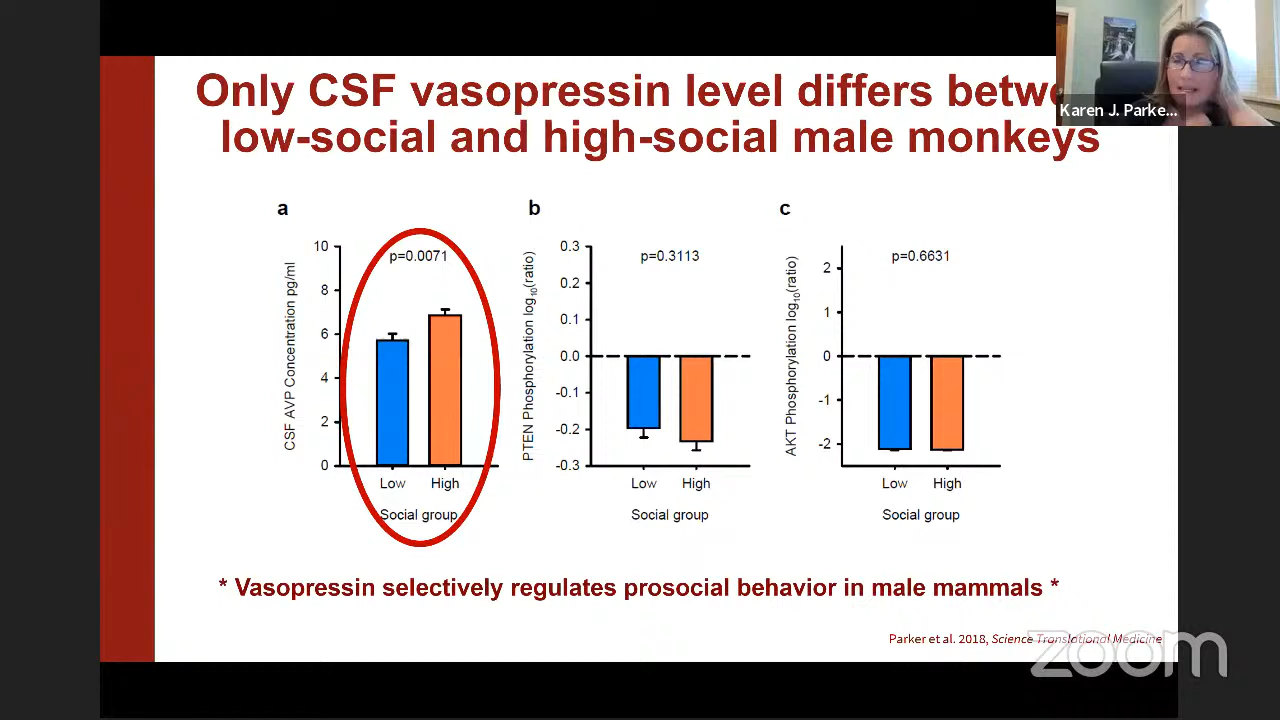 Only CSF vasopressin level differs betwe
low-social and high-social male monkeys
Karen J. Parke...
a
b
c
CSF AVP Concentration pg/ml
10
8
6
4
2
0
p=0.0071
Low High
Social group
PTEN Phosphorylation log10(ratio)
0.3
0.2
0.1
0.0
-0.1
-0.2
-0.3
p=0.3113
Low High
Social group
AKT Phosphorylation log10(ratio)
2
1
0
-1
-2
p=0.6631
Low High
Social group
* Vasopressin selectively regulates prosocial behavior in male mammals *
Parker et al. 2018, Science Translational Medicine
zoom